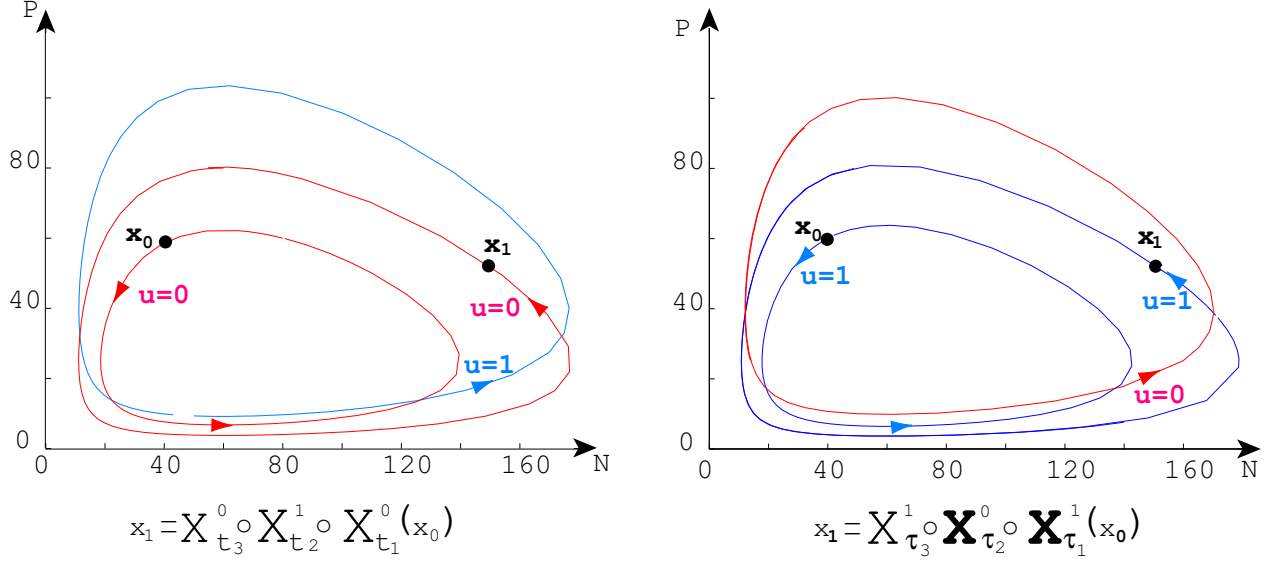 P
80
40
0
x₀
x₁
u=0
u=0
u=1
0 40 80 120 160 N
x₁ = X⁰t₃ ∘ X¹t₂ ∘ X⁰t₁ (x₀)
P
80
40
0
x₀
x₁
u=1
u=1
u=0
0 40 80 120 160 N
x₁ = X¹τ₃ ∘ X⁰τ₂ ∘ X¹τ₁ (x₀)